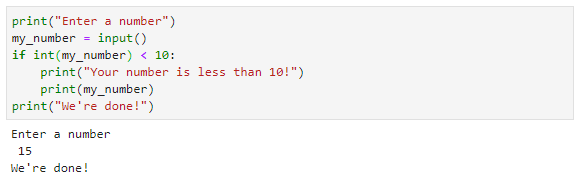 print("Enter a number")
my_number = input()
if int(my_number) < 10:
    print("Your number is less than 10!")
    print(my_number)
print("We're done!")
Enter a number
 15
We're done!